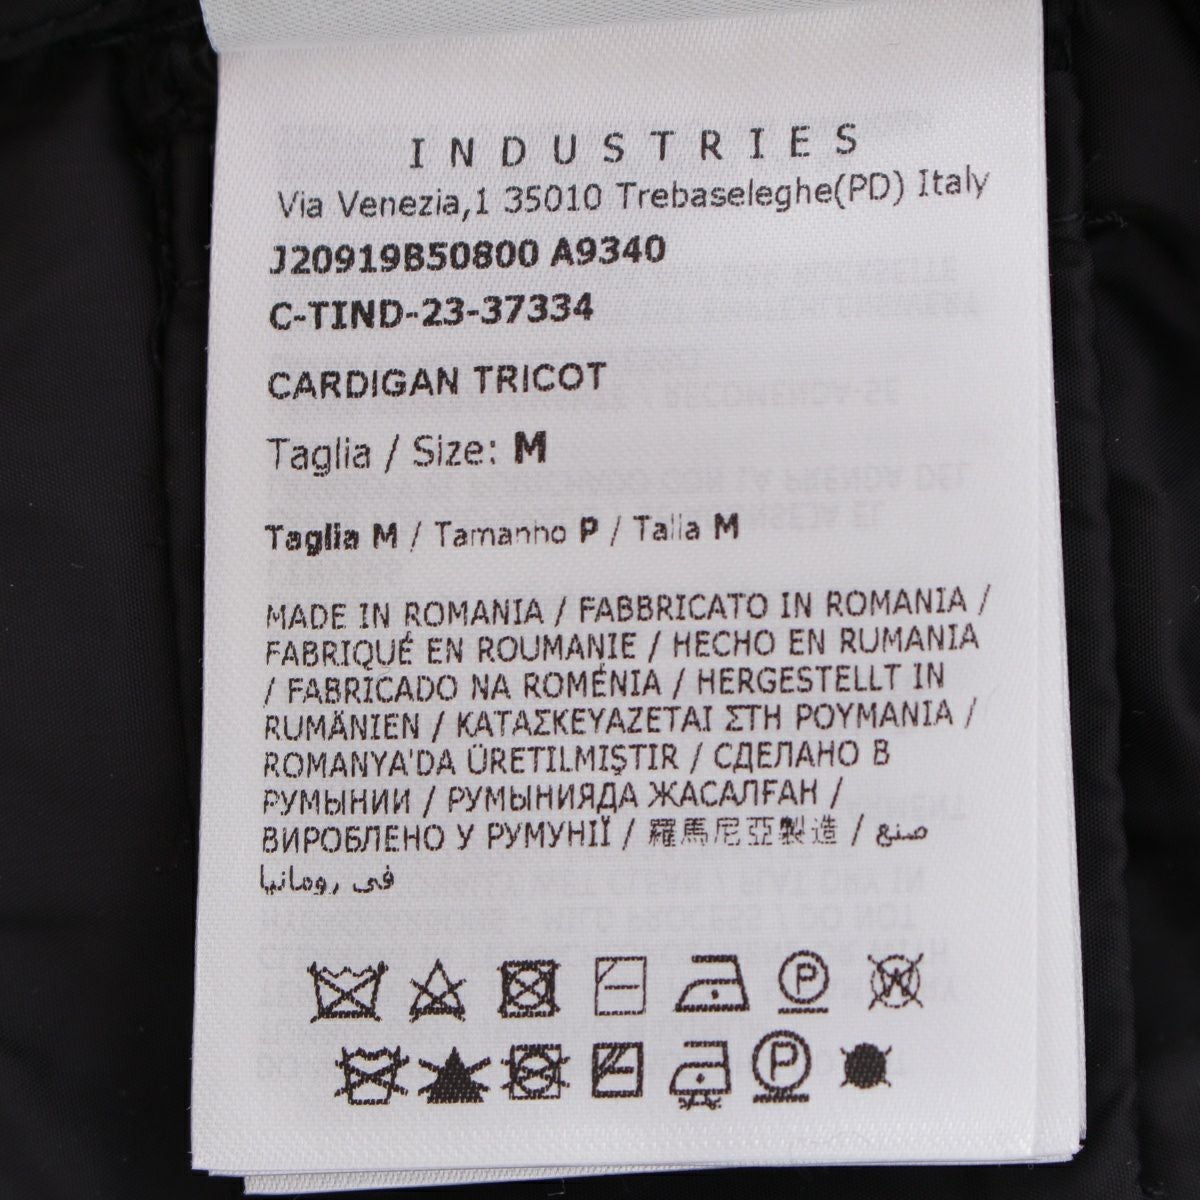 INDUSTRIES
Via Venezia,1 35010 Trebaseleghe(PD) Italy
J20919B50800 A9340
C-TIND-23-37334
CARDIGAN TRICOT
Taglia / Size: M
Taglia M / Tamanho P / Talla M
MADE IN ROMANIA / FABBRICATO IN ROMANIA /
FABRIQUÉ EN ROUMANIE / HECHO EN RUMANIA
/ FABRICADO NA ROMÉNIA / HERGESTELLT IN
RUMÄNIEN / ΚΑΤΑΣΚΕΥΑΖΕΤΑΙ ΣΤΗ ΡΟΥΜΑΝΙΑ /
ROMANYA'DA ÜRETILMIŞTIR / СДЕЛАНО В
РУМЫНИИ / РУМЫНИЯДА ЖАСАЛҒАН /
ВИРОБЛЕНО У РУМУНІЇ / 羅馬尼亞製造 / صنع
في رومانيا
P W
P